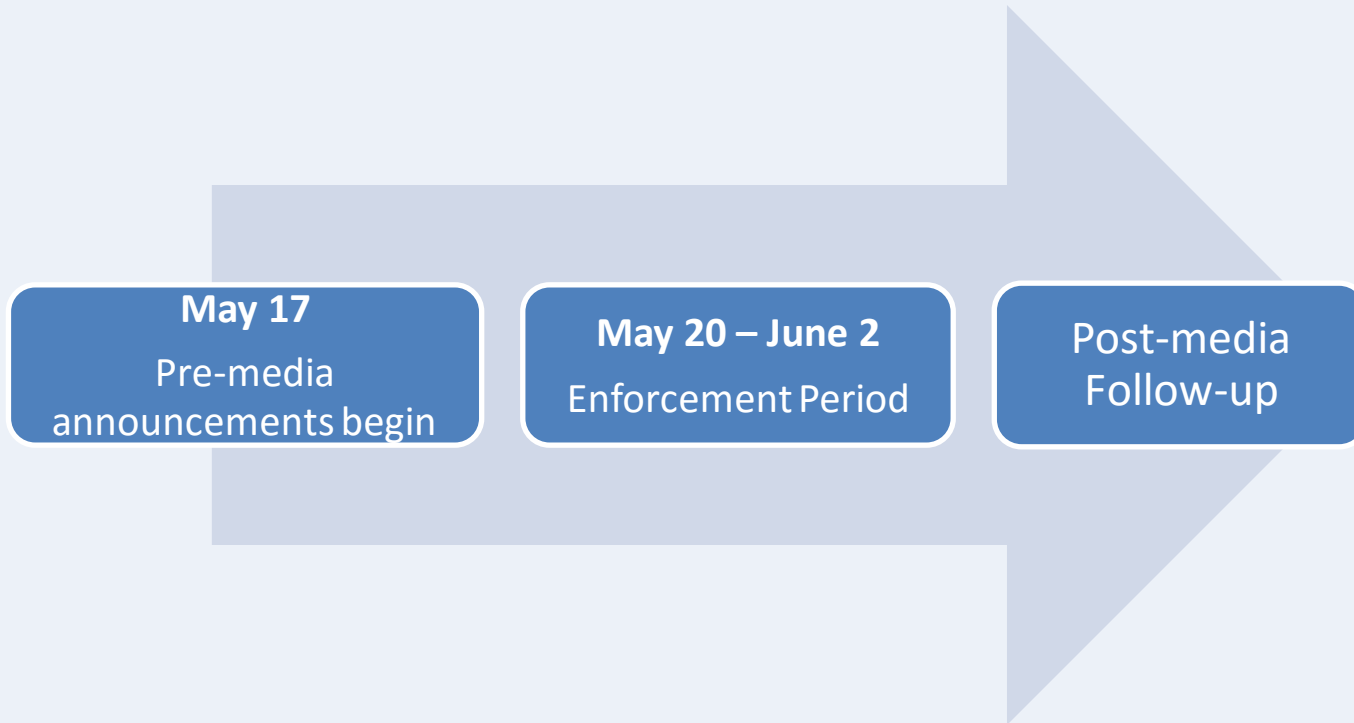 May 17
Pre-media
announcements begin
May 20 – June 2
Enforcement Period
Post-media
Follow-up